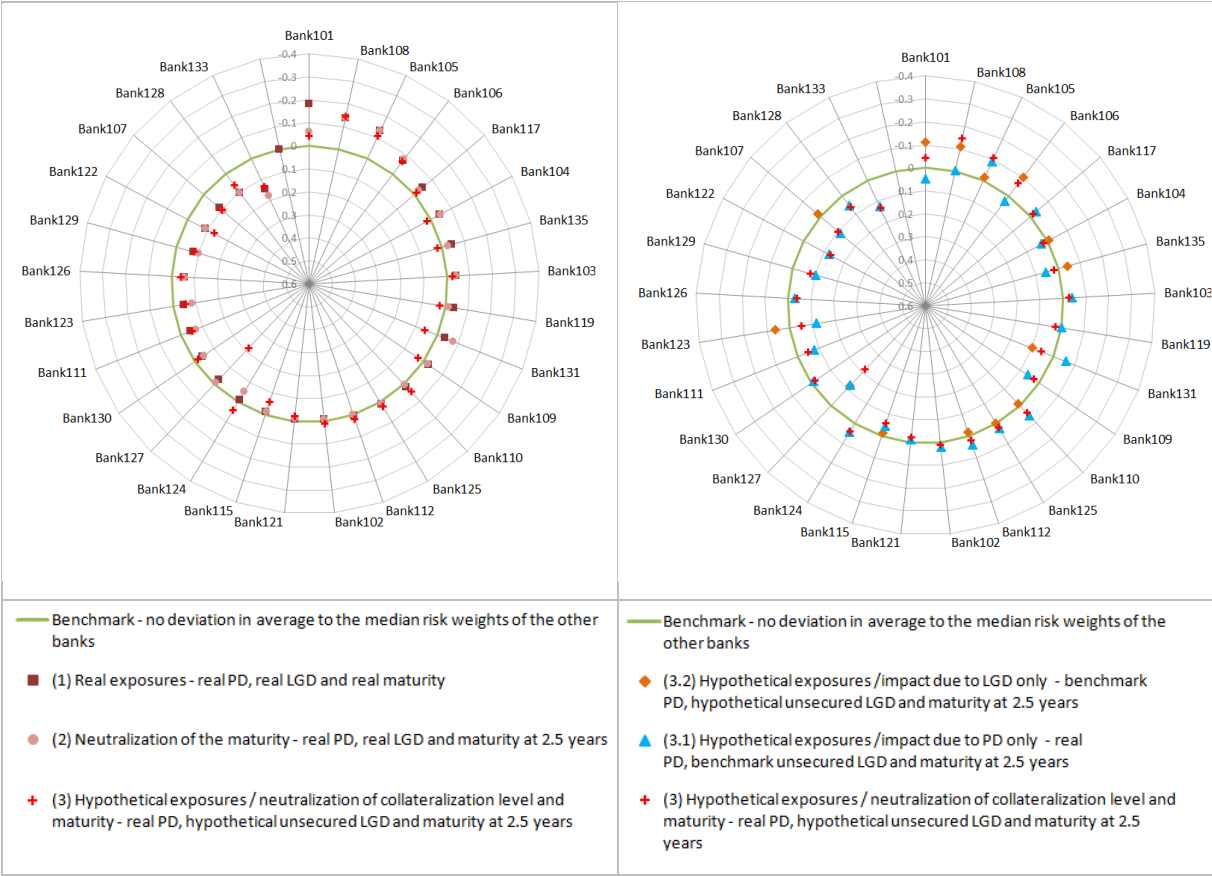 Bank101
Bank108
Bank105
Bank106
Bank117
Bank104
Bank135
Bank103
Bank119
Bank131
Bank109
Bank110
Bank125
Bank112
Bank102
Bank121
Bank115
Bank124
Bank127
Bank130
Bank111
Bank123
Bank126
Bank129
Bank122
Bank107
Bank128
Bank133
-0.4
-0.3
-0.2
-0.1
0
0.1
0.2
0.3
0.4
0.5
0.6
Bank101
Bank108
Bank105
Bank106
Bank117
Bank104
Bank135
Bank103
Bank119
Bank131
Bank109
Bank110
Bank125
Bank112
Bank102
Bank121
Bank115
Bank124
Bank127
Bank130
Bank111
Bank123
Bank126
Bank129
Bank122
Bank107
Bank128
Bank133
-0.4
-0.3
-0.2
-0.1
0
0.1
0.2
0.3
0.4
0.5
0.6
Benchmark - no deviation in average to the median risk weights of the other
banks
(1) Real exposures - real PD, real LGD and real maturity
(2) Neutralization of the maturity - real PD, real LGD and maturity at 2.5 years
(3) Hypothetical exposures / neutralization of collateralization level and
maturity - real PD, hypothetical unsecured LGD and maturity at 2.5 years
Benchmark - no deviation in average to the median risk weights of the
other banks
(3.2) Hypothetical exposures /impact due to LGD only - benchmark
PD, hypothetical unsecured LGD and maturity at 2.5 years
(3.1) Hypothetical exposures /impact due to PD only - real
PD, benchmark unsecured LGD and maturity at 2.5 years
(3) Hypothetical exposures / neutralization of collateralization level and
maturity - real PD, hypothetical unsecured LGD and maturity at 2.5
years